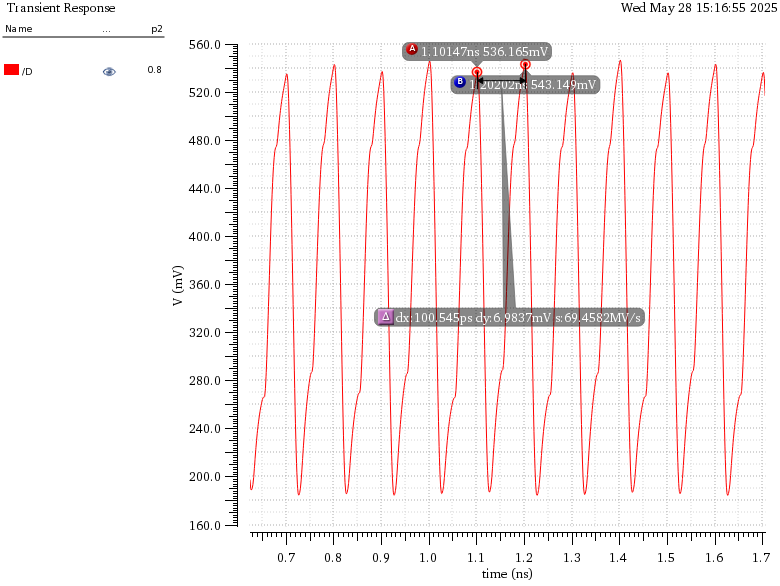 Transient Response
Wed May 28 15:16:55 2025
Name ... p2
/D 0.8
560.0
520.0
480.0
440.0
400.0
360.0
320.0
280.0
240.0
200.0
160.0
V (mV)
A 1.10147ns 536.165mV
B 1.20202ns 543.149mV
Δ dx:100.545ps dy:6.9837mV s:69.4582MV/s
0.7 0.8 0.9 1.0 1.1 1.2 1.3 1.4 1.5 1.6 1.7
time (ns)